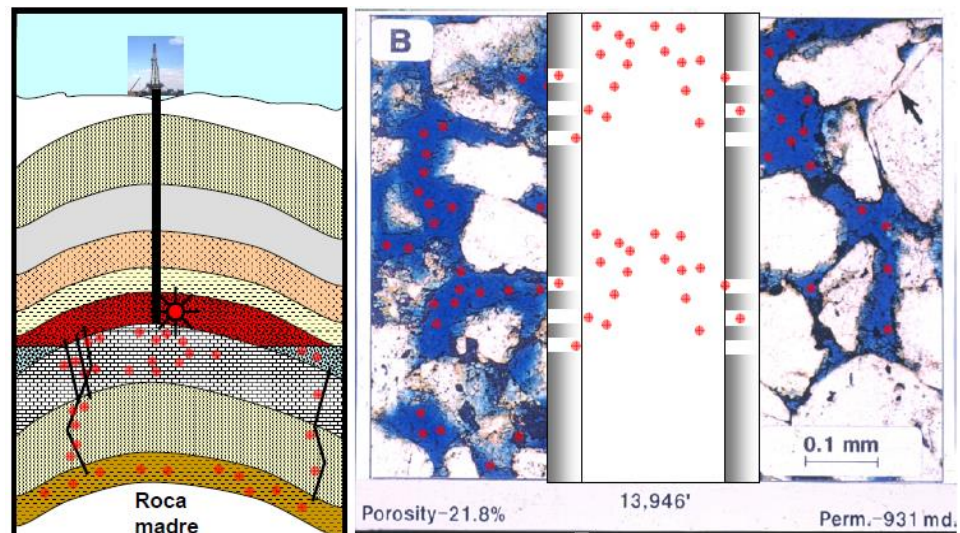 Roca
madre
B
0.1 mm
Porosity-21.8%
13,946'
Perm.-931 md.